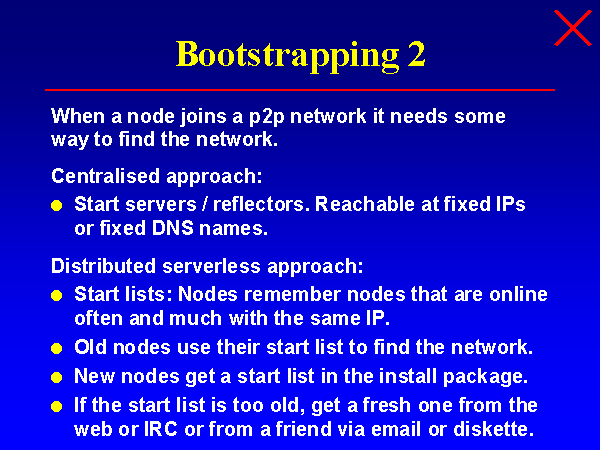 Bootstrapping 2
When a node joins a p2p network it needs some
way to find the network.
Centralised approach:
Start servers / reflectors. Reachable at fixed IPs
or fixed DNS names.
Distributed serverless approach:
Start lists: Nodes remember nodes that are online
often and much with the same IP.
Old nodes use their start list to find the network.
New nodes get a start list in the install package.
If the start list is too old, get a fresh one from the
web or IRC or from a friend via email or diskette.